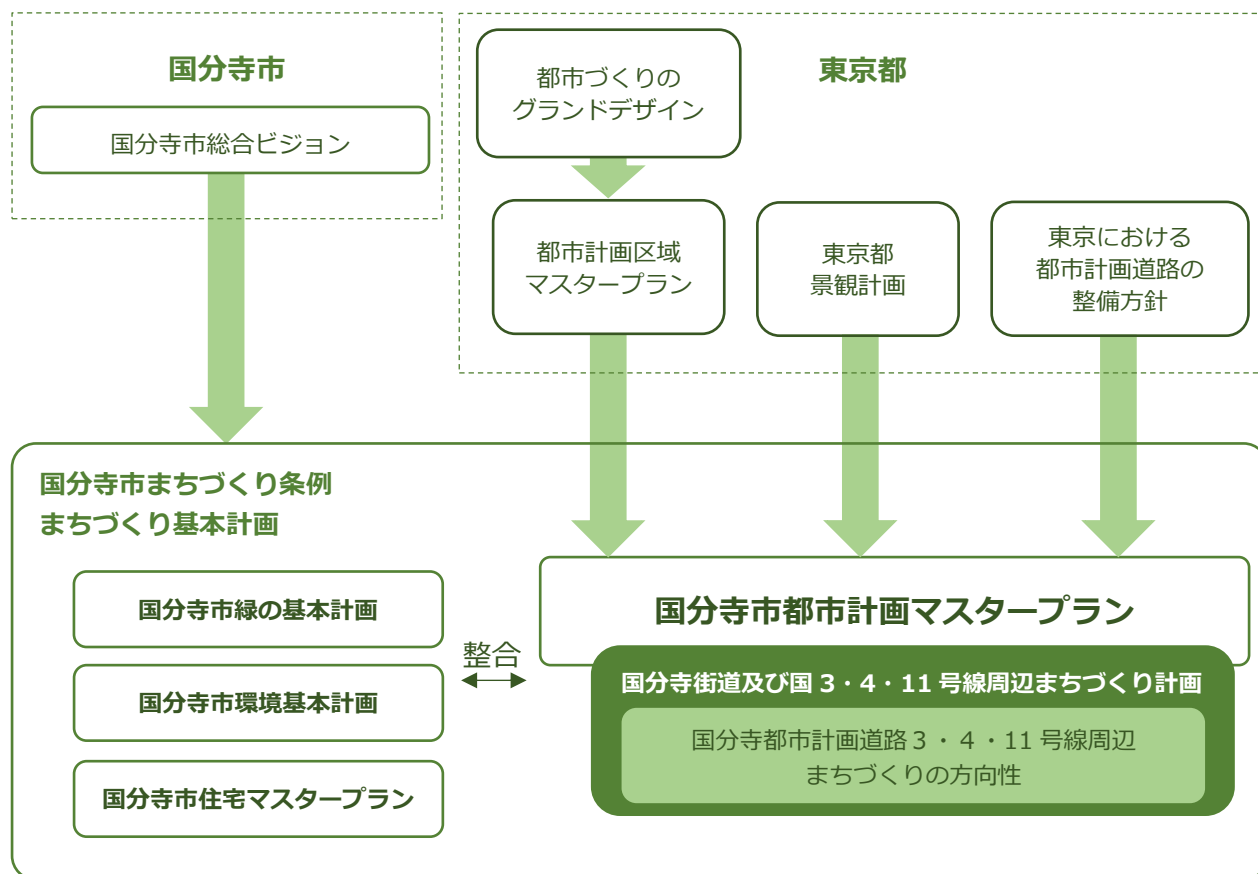 国分寺市
国分寺市総合ビジョン
東京都
都市づくりの
グランドデザイン
都市計画区域
マスタープラン
東京都
景観計画
東京における
都市計画道路の
整備方針
国分寺市まちづくり条例
まちづくり基本計画
国分寺市緑の基本計画
国分寺市環境基本計画
国分寺市住宅マスタープラン
整合
国分寺市都市計画マスタープラン
国分寺街道及び国 3・4・11 号線周辺まちづくり計画
国分寺都市計画道路３・４・11 号線周辺
まちづくりの方向性